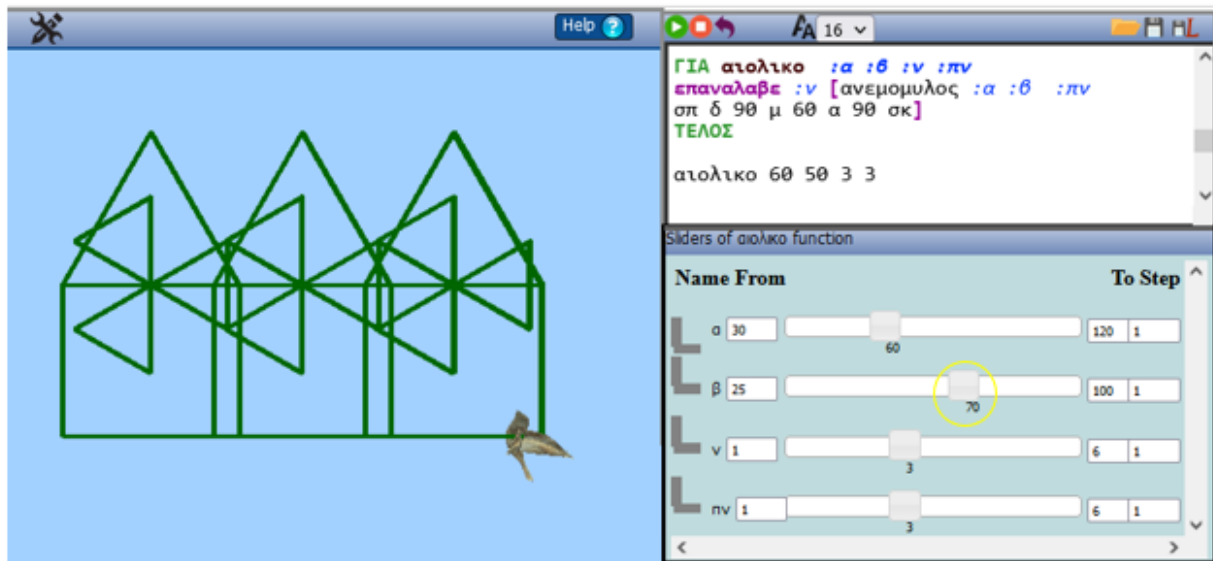 Help ?
A A 16
L
ΓΙΑ αιολικο :α :β :ν :πν
επαναλαβε :ν [ανεμομυλος :α :β :πν
σπ δ 90 μ 60 α 90 σκ]
ΤΕΛΟΣ
αιολικο 60 50 3 3
Sliders of αιολικο function
Name From To Step
α 30 60 120 1
β 25 70 100 1
ν 1 3 6 1
πν 1 3 6 1